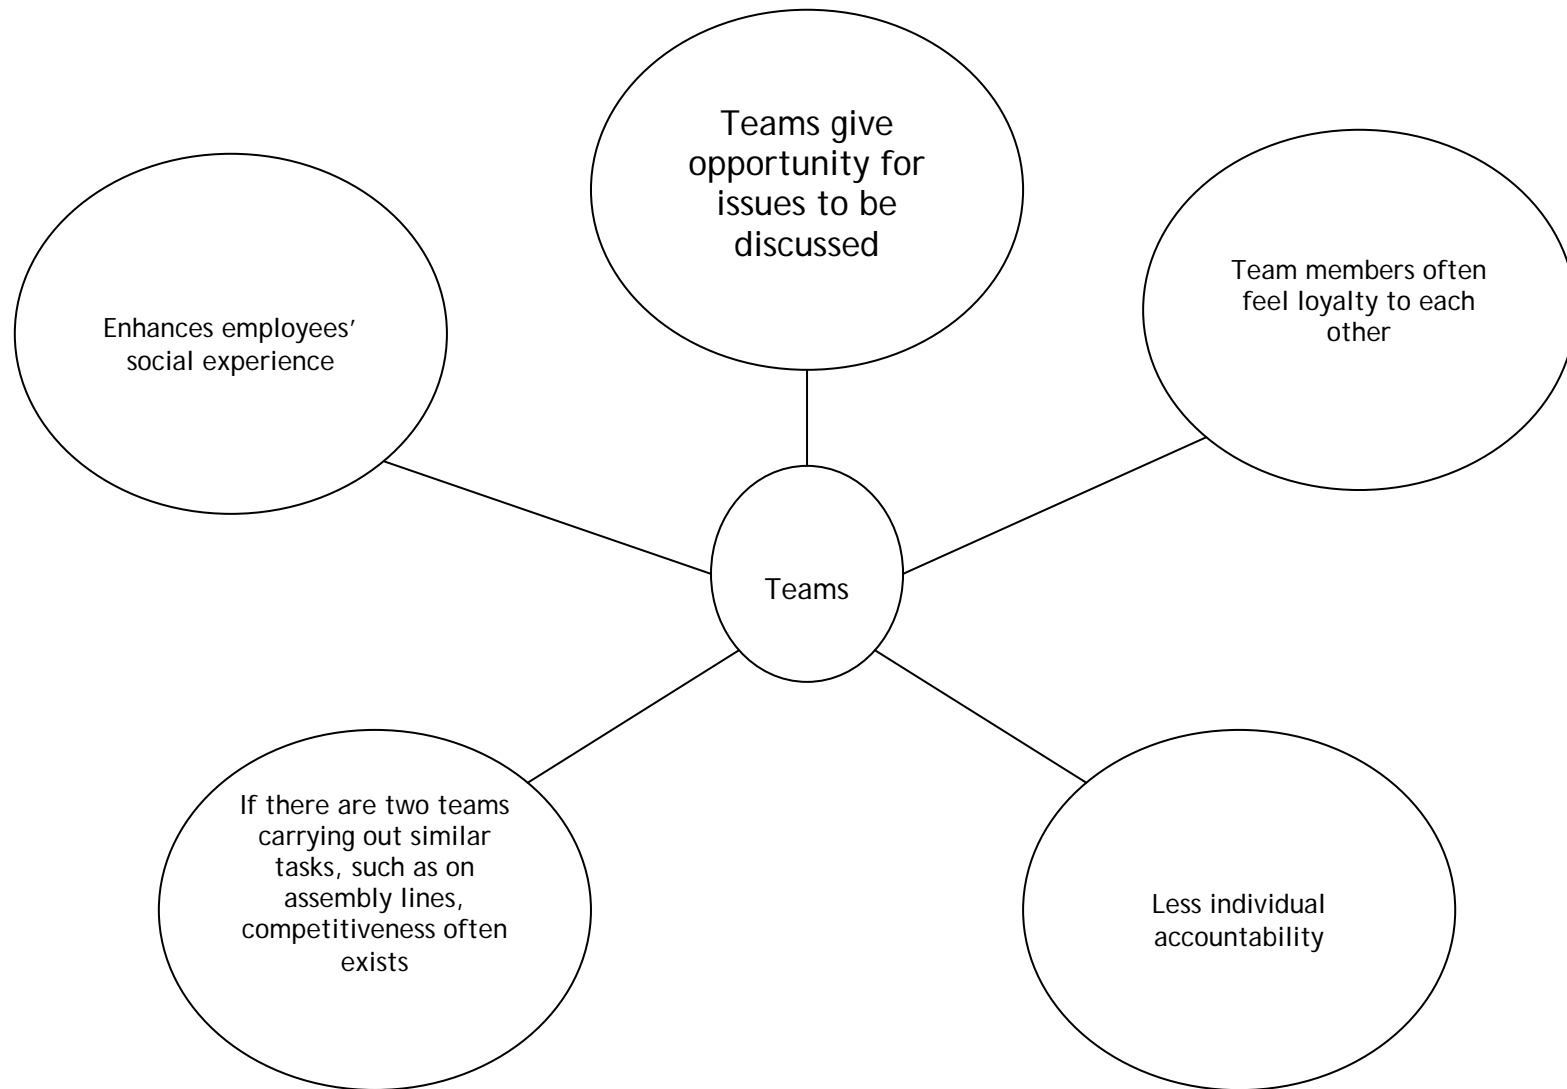 Teams give
opportunity for
issues to be
discussed
Team members often
feel loyalty to each
other
Enhances employees’
social experience
Teams
If there are two teams
carrying out similar
tasks, such as on
assembly lines,
competitiveness often
exists
Less individual
accountability